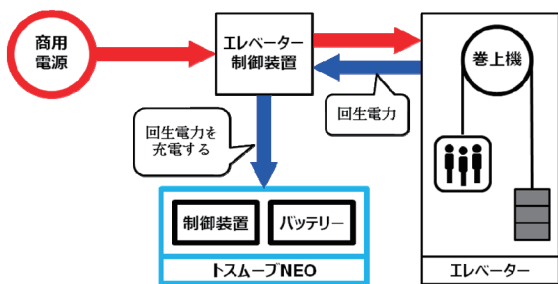 商用
電源
エレベーター
制御装置
巻上機
回生電力
回生電力を
充電する
制御装置
バッテリー
トスムーブNEO
エレベーター